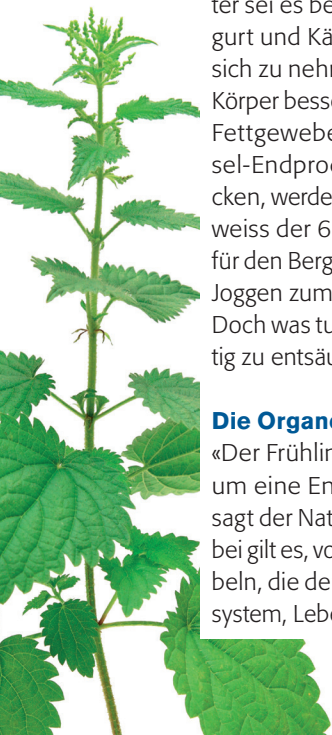 ter sei es be
gurt und Kä
sich zu nehr
Körper besse
Fettgewebe
sel-Endproc
cken, werde
weiss der 6
für den Berg
Joggen zum
Doch was tu
tig zu entsäu
Die Organe
«Der Frühlin
um eine En
sagt der Nat
bei gilt es, vo
beln, die de
system, Lebe